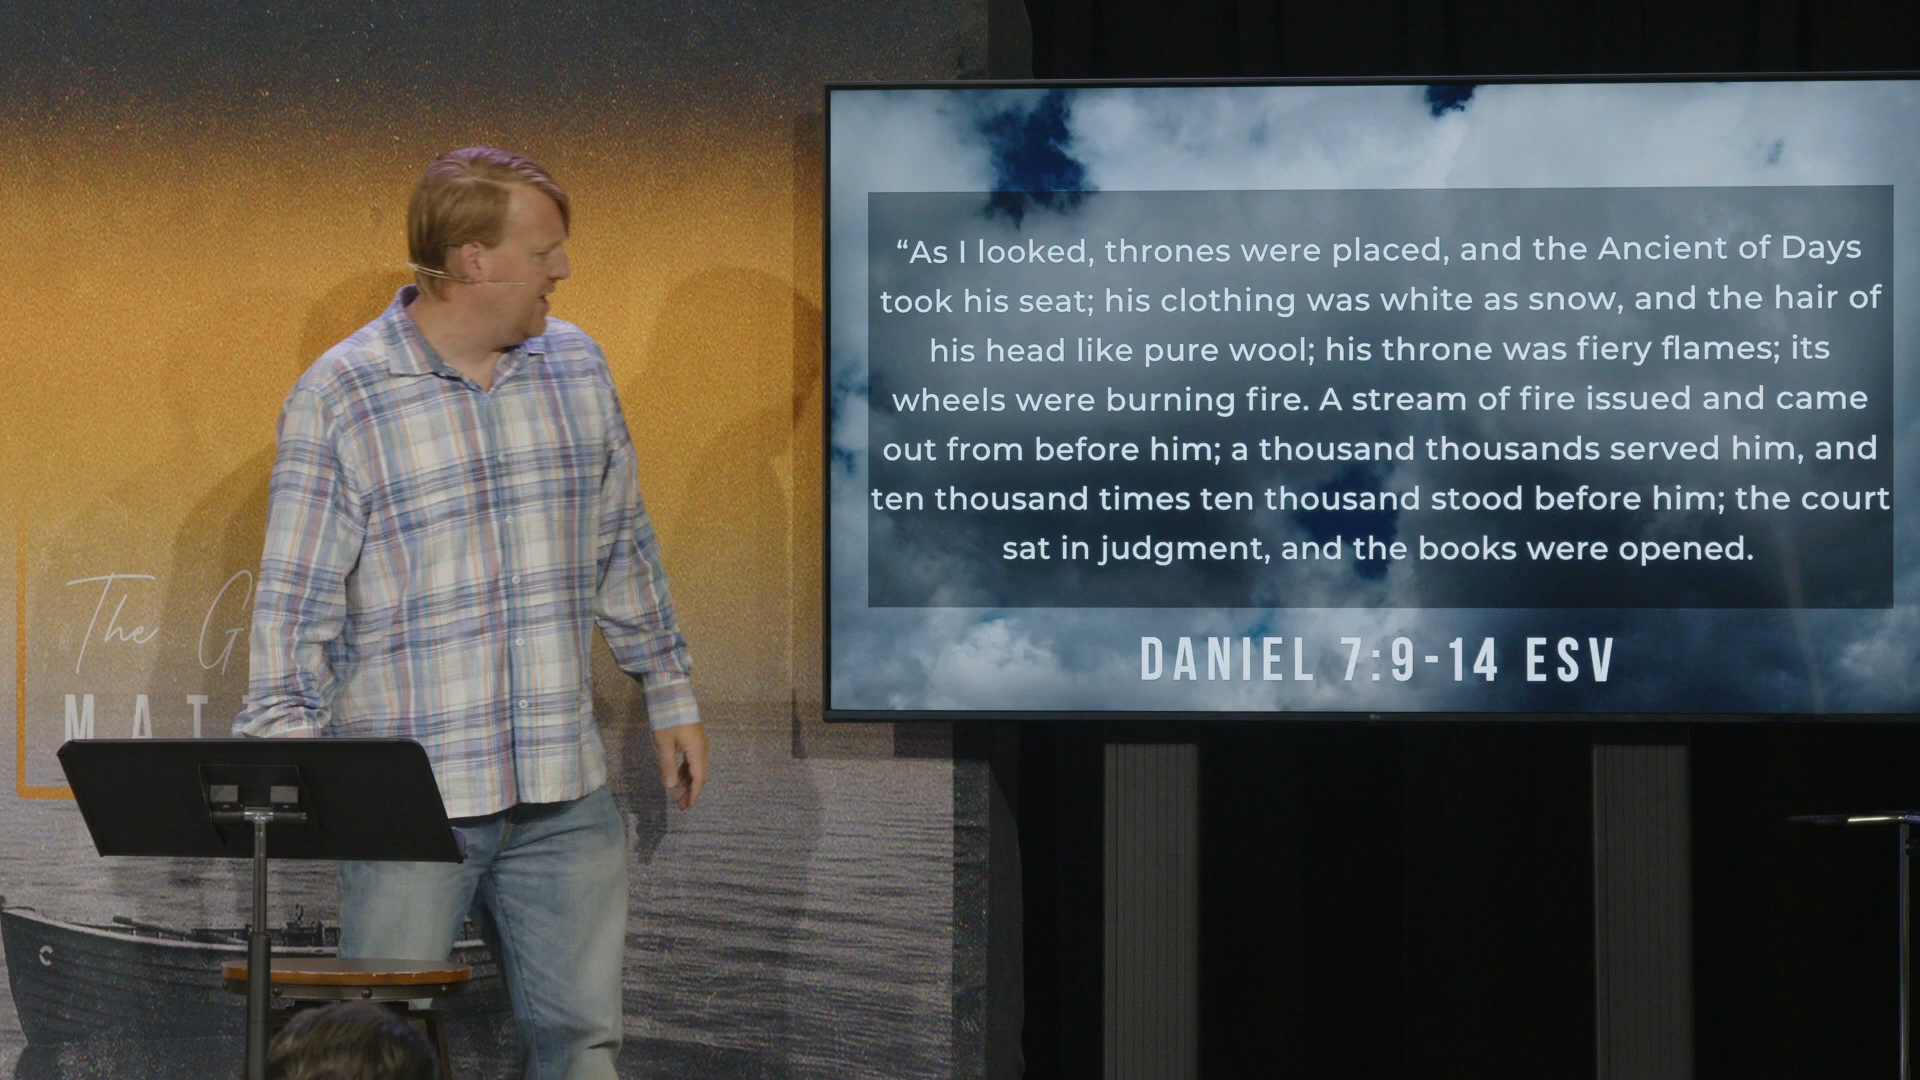 “As I looked, thrones were placed, and the Ancient of Days
took his seat; his clothing was white as snow, and the hair of
his head like pure wool; his throne was fiery flames; its
wheels were burning fire. A stream of fire issued and came
out from before him; a thousand thousands served him, and
ten thousand times ten thousand stood before him; the court
sat in judgment, and the books were opened.
DANIEL 7:9-14 ESV
The G
MAT
C